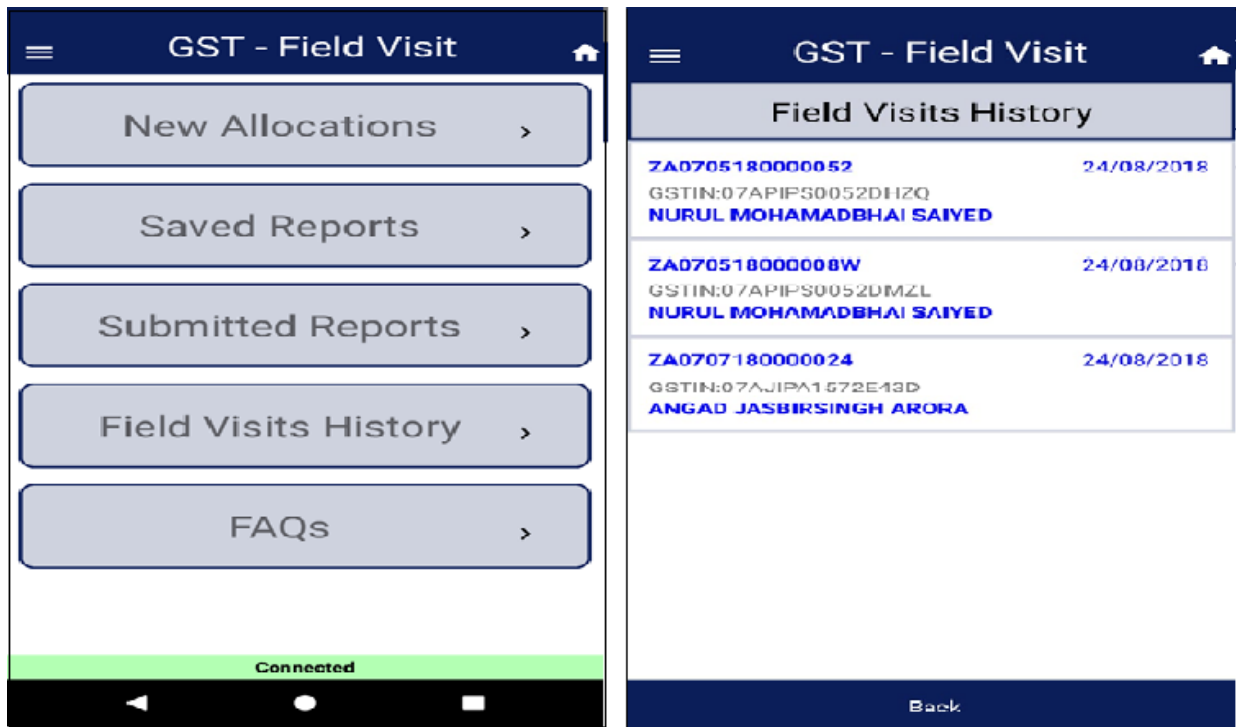 GST - Field Visit
New Allocations
Saved Reports
Submitted Reports
Field Visits History
FAQs
Connected
GST - Field Visit
Field Visits History
ZA0705180000052 24/08/2018
GSTIN:07APIPS0052DHZQ
NURUL MOHAMADBHAI SAIYED
ZA070518000008W 24/08/2018
GSTIN:07APIPS0052DMZL
NURUL MOHAMADBHAI SAIYED
ZA0707180000024 24/08/2018
ANGAD JASBIRSINGH ARORA
Back